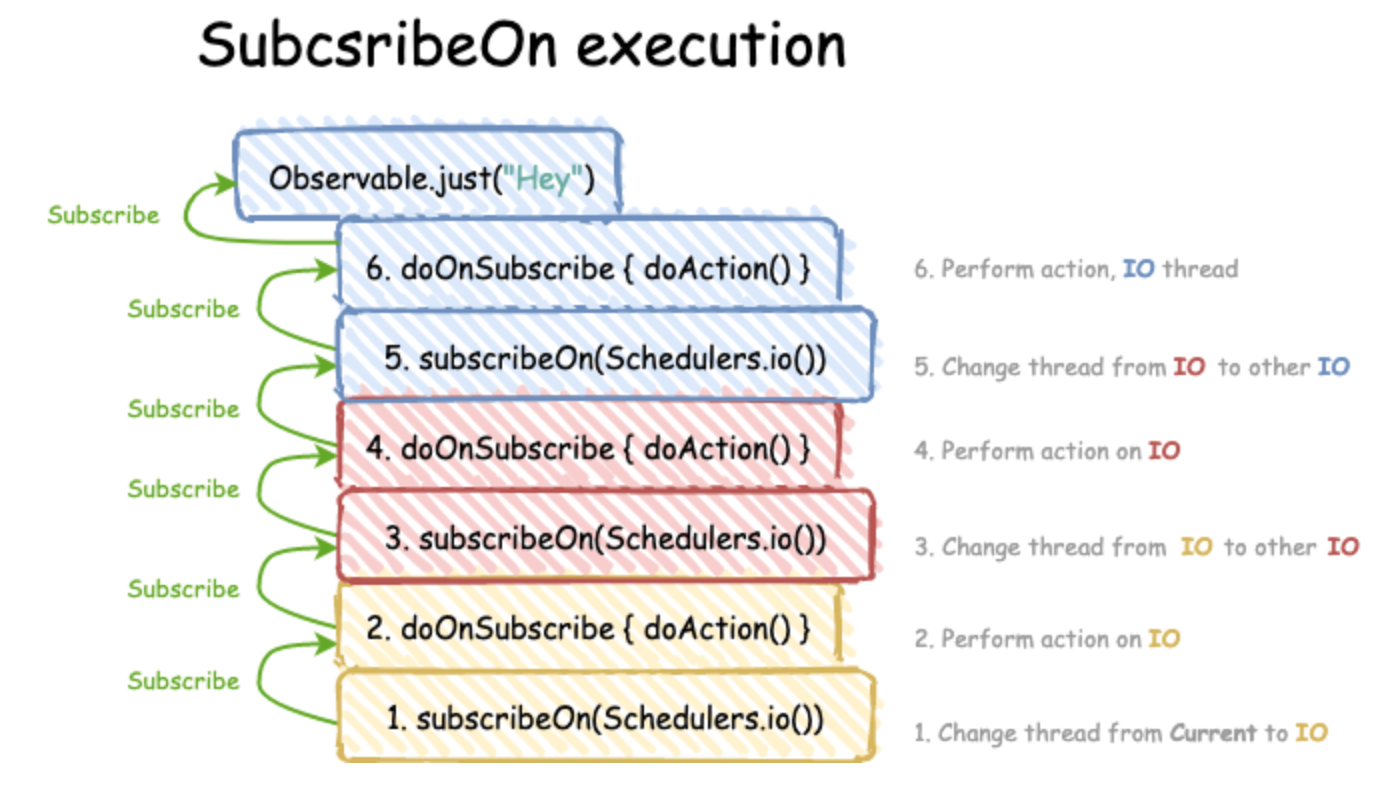 SubcsribeOn execution
Observable.just("Hey")
Subscribe
6. doOnSubscribe { doAction() }
6. Perform action, IO thread
Subscribe
5. subscribeOn(Schedulers.io())
5. Change thread from IO to other IO
Subscribe
4. doOnSubscribe { doAction() }
4. Perform action on IO
Subscribe
3. subscribeOn(Schedulers.io())
3. Change thread from IO to other IO
Subscribe
2. doOnSubscribe { doAction() }
2. Perform action on IO
Subscribe
1. subscribeOn(Schedulers.io())
1. Change thread from Current to IO